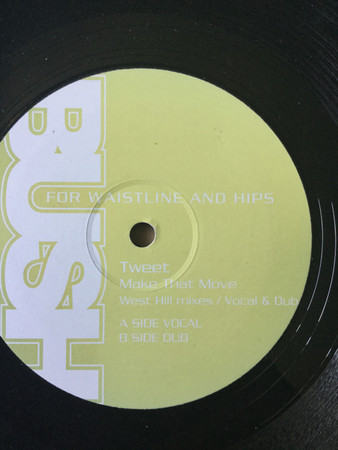 BUSH
FOR WAISTLINE AND HIPS
Tweet
Make That Move
West Hill mixes / Vocal & Dub
A SIDE VOCAL
B SIDE DUB